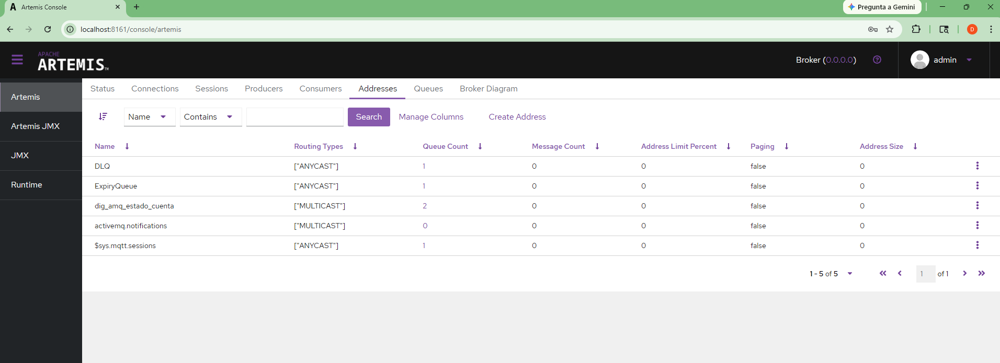 Artemis Console
Pregunta a Gemini
localhost:8161/console/artemis
D
APACHE
ARTEMIS™
Broker (0.0.0.0)
admin
Artemis
Artemis JMX
JMX
Runtime
Status Connections Sessions Producers Consumers Addresses Queues Broker Diagram
Name Contains Search Manage Columns Create Address
Name Routing Types Queue Count Message Count Address Limit Percent Paging Address Size
DLQ ["ANYCAST"] 1 0 0 false 0
ExpiryQueue ["ANYCAST"] 1 0 0 false 0
dig_amq_estado_cuenta ["MULTICAST"] 2 0 0 false 0
activemq.notifications ["MULTICAST"] 0 0 0 false 0
$sys.mqtt.sessions ["ANYCAST"] 1 0 0 false 0
1 - 5 of 5 1 of 1